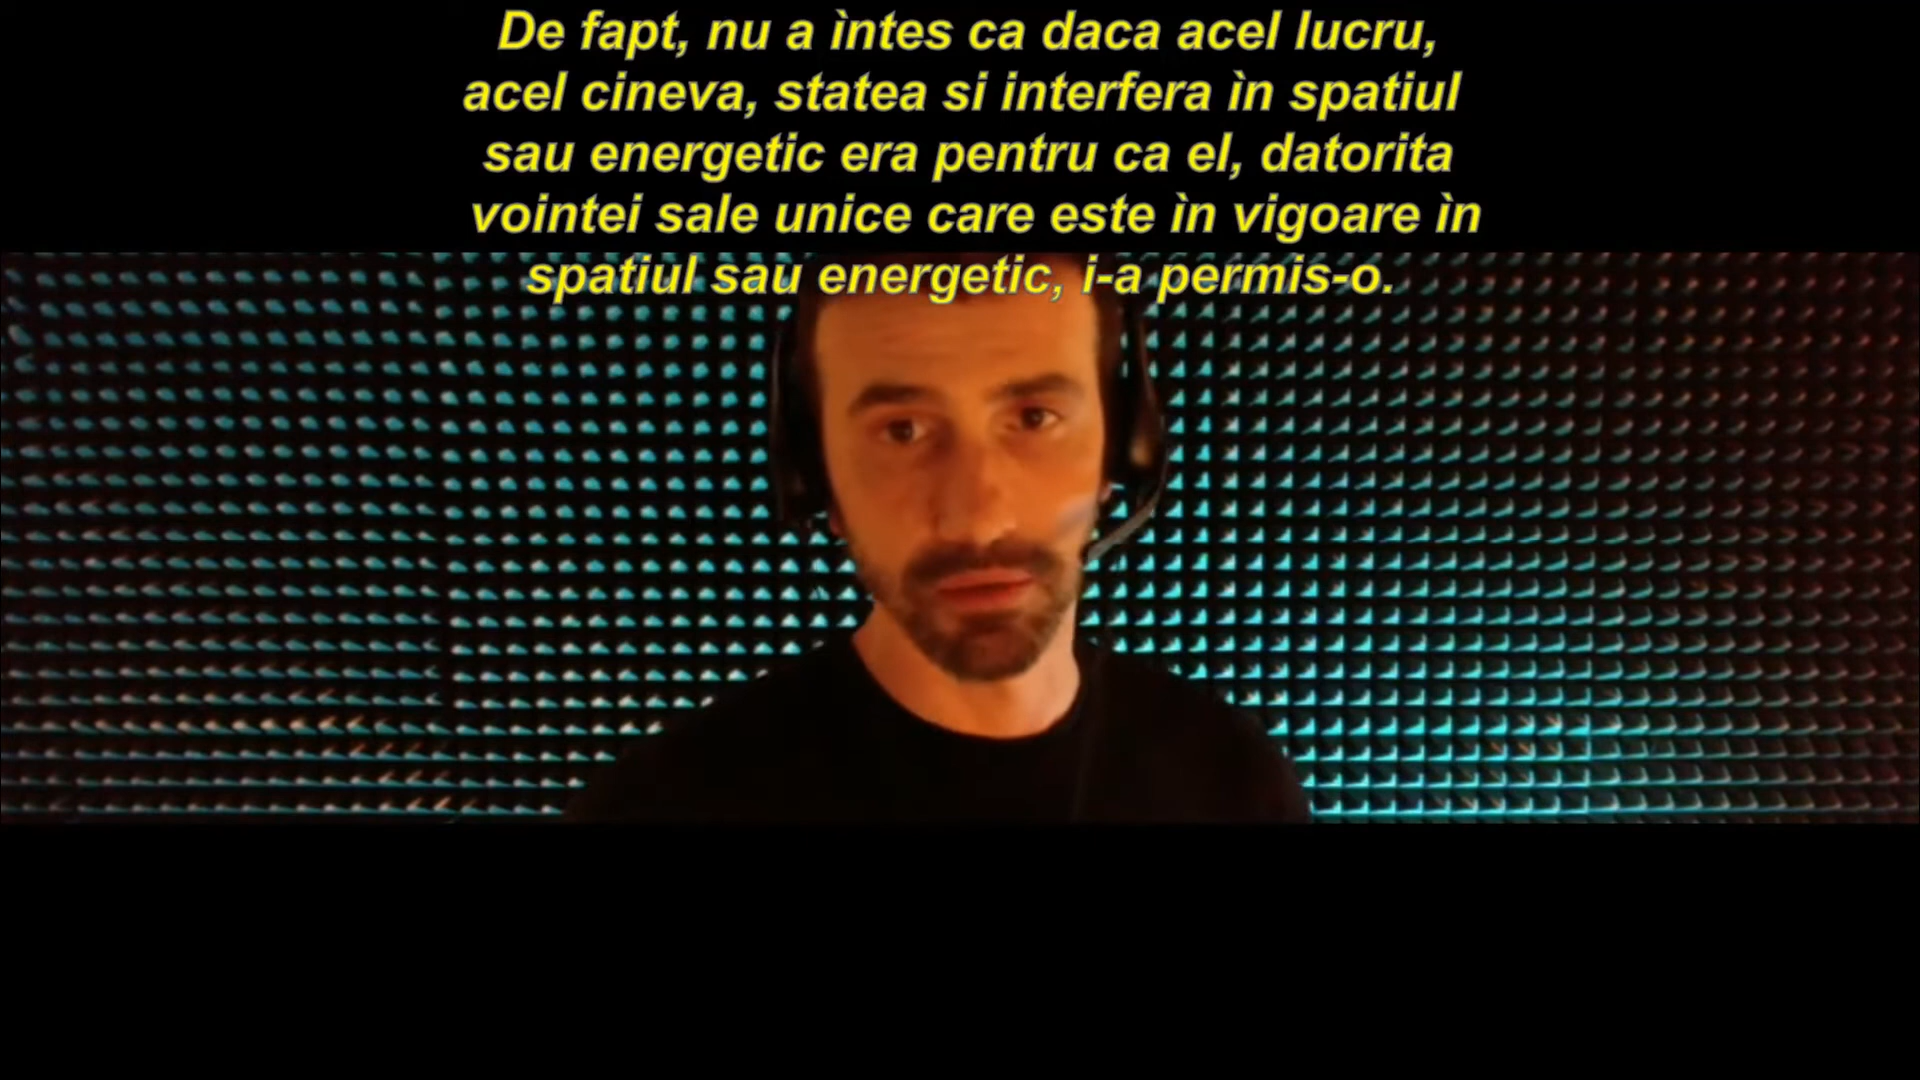 De fapt, nu a ìntes ca daca acel lucru,
acel cineva, statea si interfera ìn spatiul
sau energetic era pentru ca el, datorita
vointei sale unice care este ìn vigoare ìn
spatiul sau energetic, i-a permis-o.